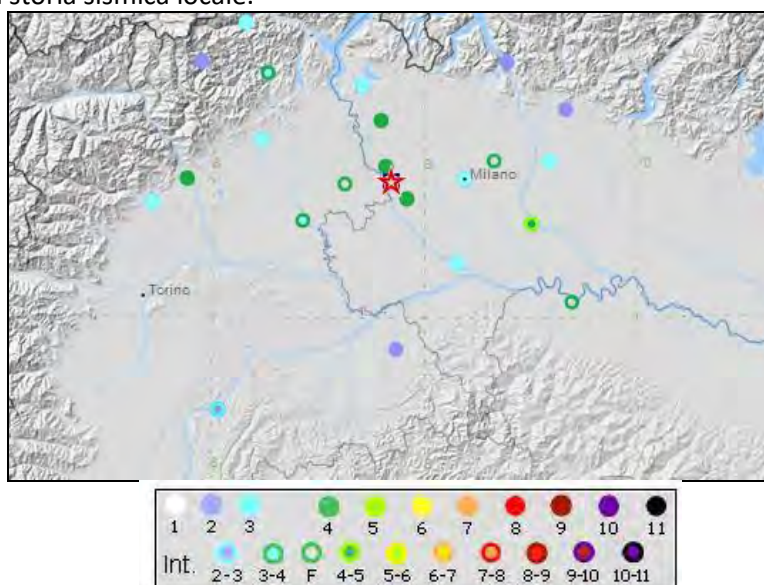 storia sismica locale:
Milano
Torino
1 2 3 4 5 6 7 8 9 10 11
Int. 2-3 3-4 F 4-5 5-6 6-7 7-8 8-9 9-10 10-11